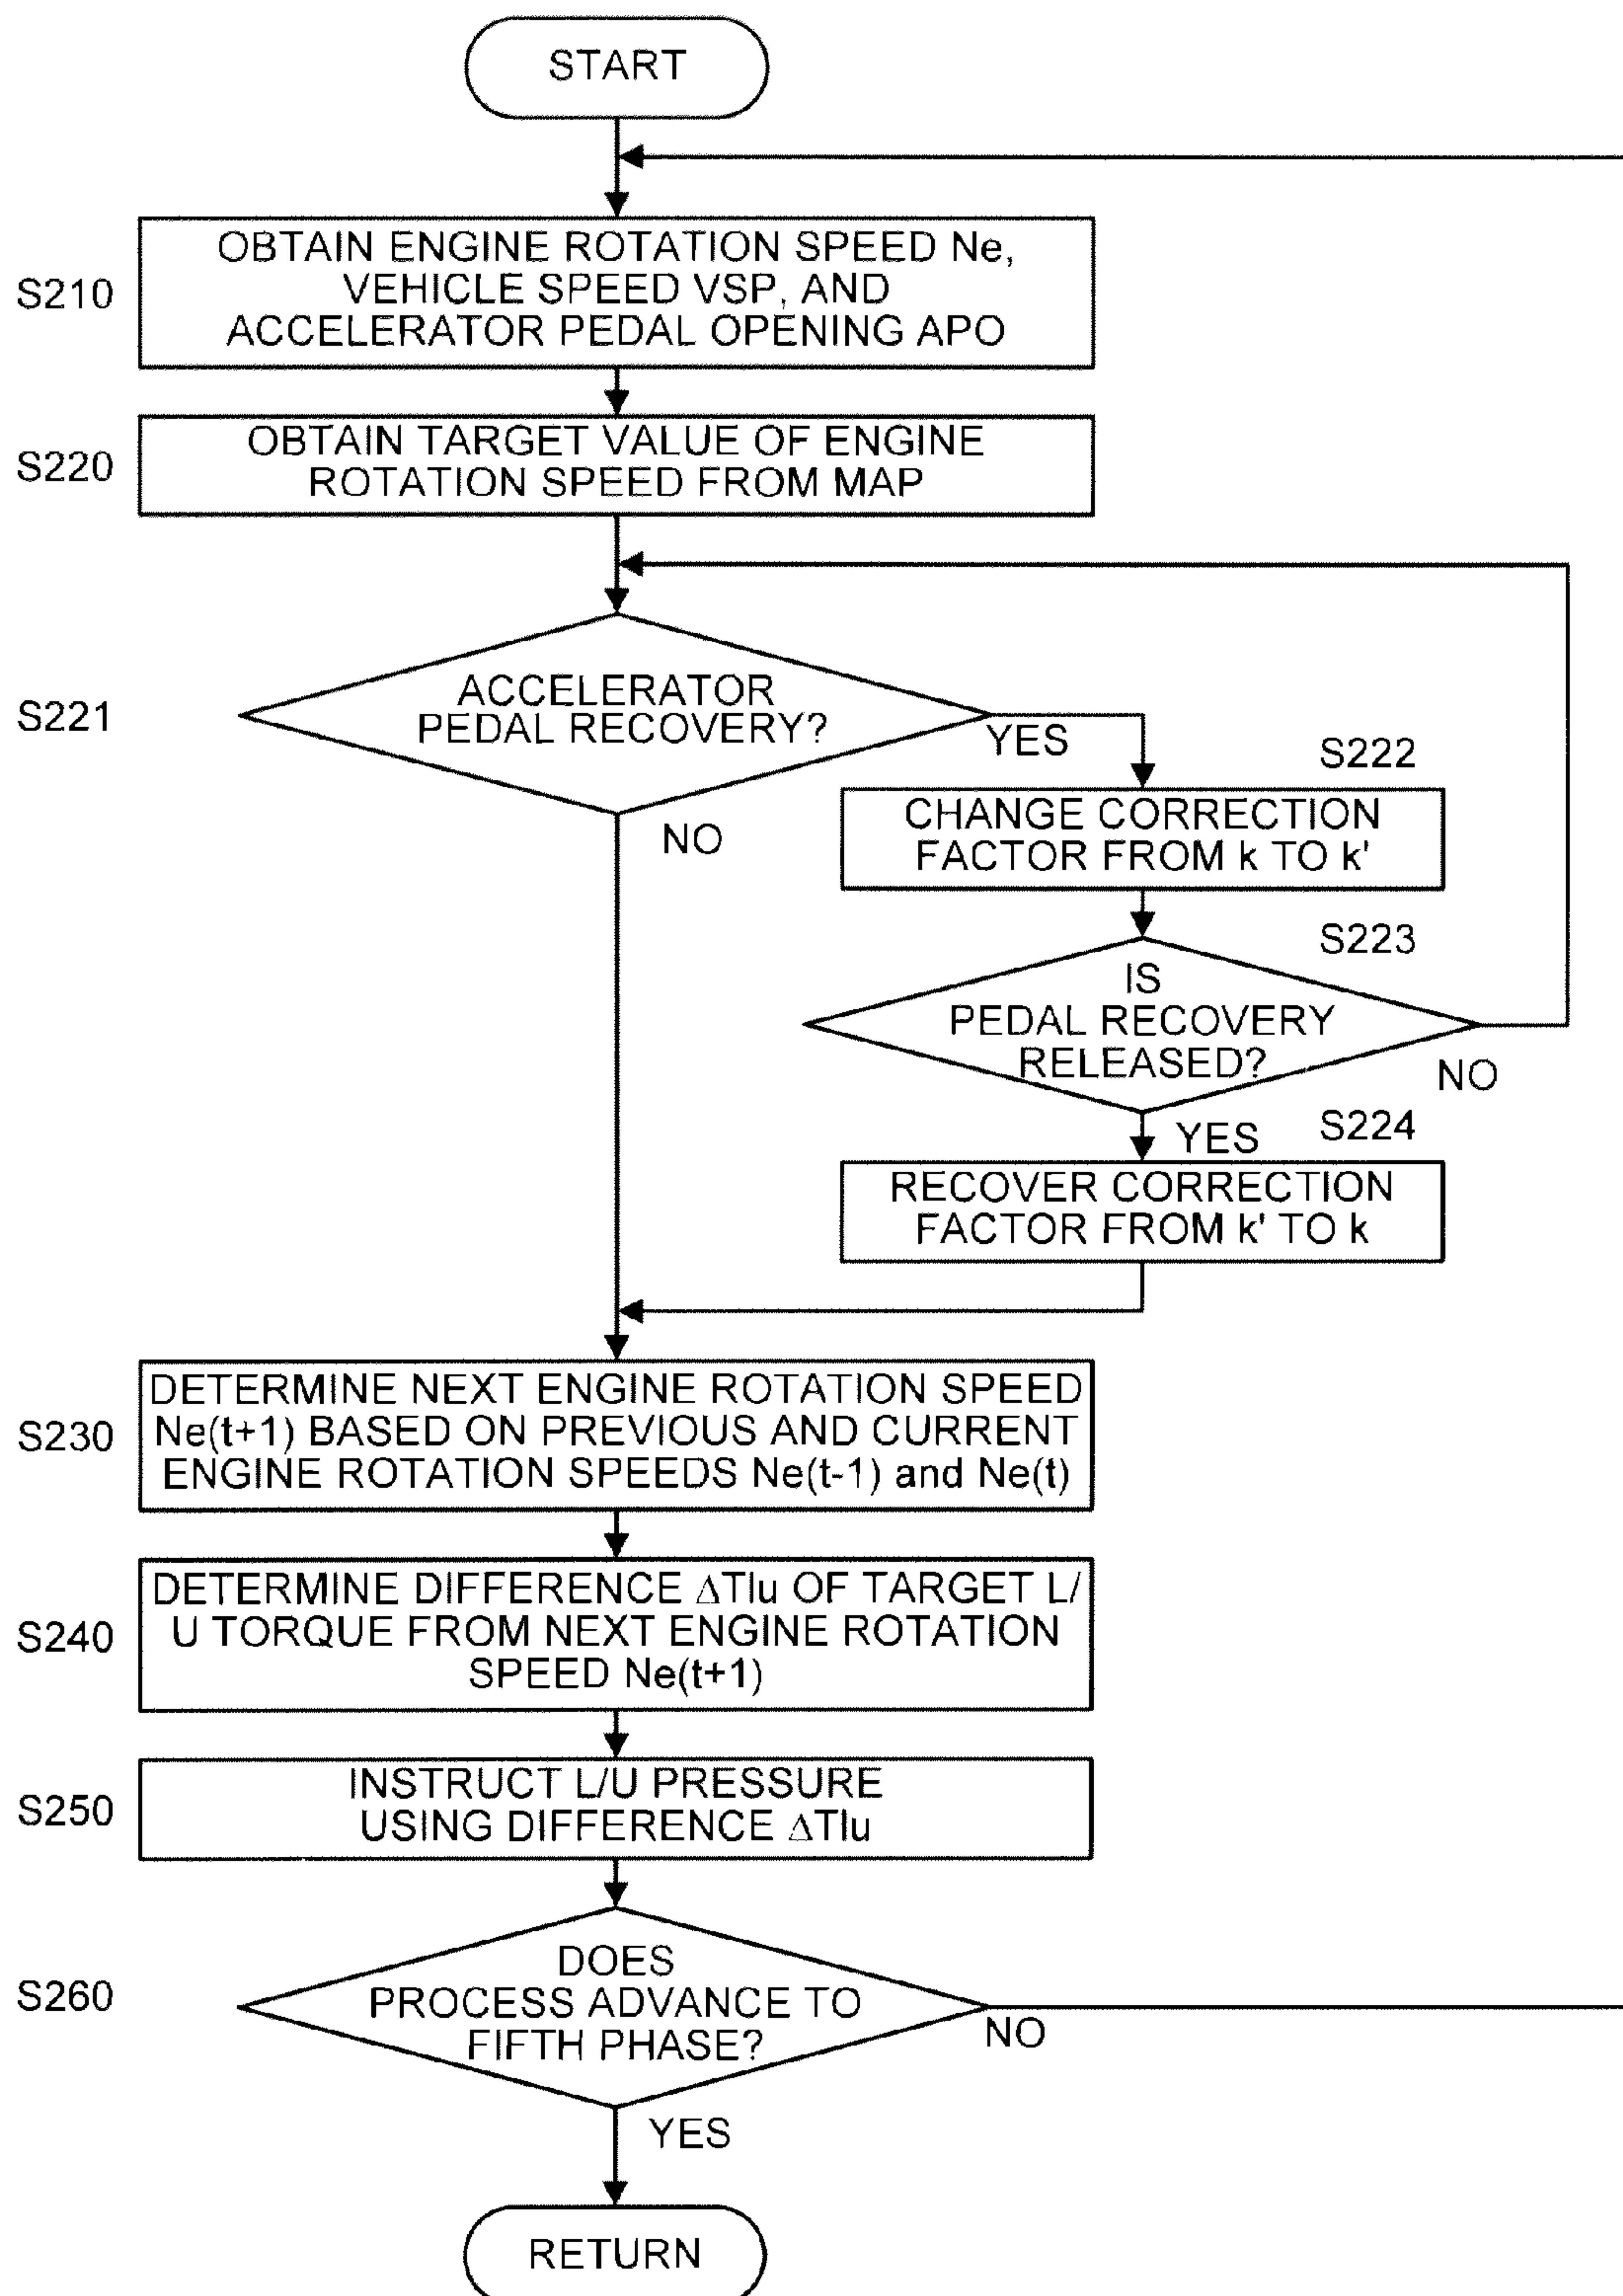 START
S210
OBTAIN ENGINE ROTATION SPEED Ne,
VEHICLE SPEED VSP, AND
ACCELERATOR PEDAL OPENING APO
S220
OBTAIN TARGET VALUE OF ENGINE
ROTATION SPEED FROM MAP
S221
ACCELERATOR
PEDAL RECOVERY?
YES
NO
S222
CHANGE CORRECTION
FACTOR FROM k TO k'
S223
IS
PEDAL RECOVERY
RELEASED?
NO
YES
S224
RECOVER CORRECTION
FACTOR FROM k' TO k
S230
DETERMINE NEXT ENGINE ROTATION SPEED
Ne(t+1) BASED ON PREVIOUS AND CURRENT
ENGINE ROTATION SPEEDS Ne(t-1) and Ne(t)
S240
DETERMINE DIFFERENCE ΔTlu OF TARGET L/
U TORQUE FROM NEXT ENGINE ROTATION
SPEED Ne(t+1)
S250
INSTRUCT L/U PRESSURE
USING DIFFERENCE ΔTlu
S260
DOES
PROCESS ADVANCE TO
FIFTH PHASE?
NO
YES
RETURN